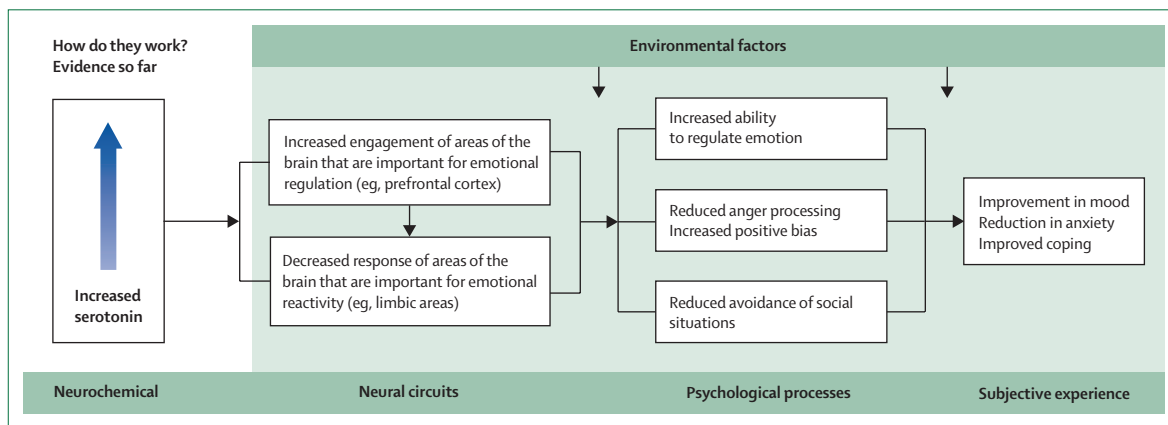 How do they work?
Evidence so far
Environmental factors
Increased
serotonin
Increased engagement of areas of the
brain that are important for emotional
regulation (eg, prefrontal cortex)
Decreased response of areas of the
brain that are important for emotional
reactivity (eg, limbic areas)
Increased ability
to regulate emotion
Reduced anger processing
Increased positive bias
Reduced avoidance of social
situations
Improvement in mood
Reduction in anxiety
Improved coping
Neurochemical
Neural circuits
Psychological processes
Subjective experience